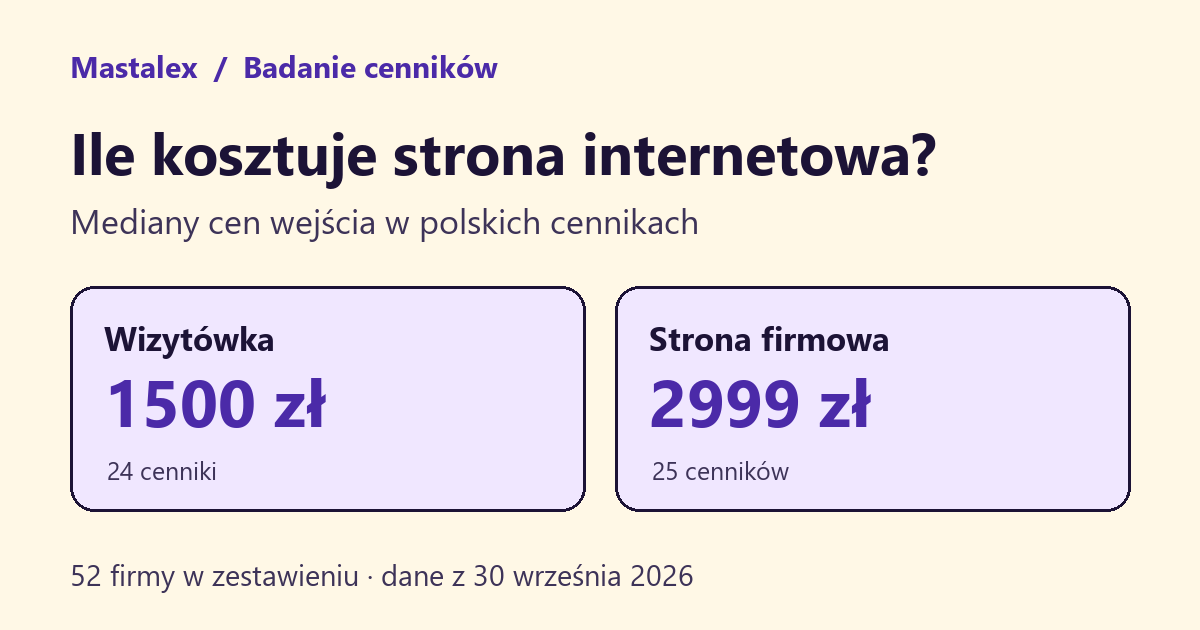 Mastalex / Badanie cenników
Ile kosztuje strona internetowa?
Mediany cen wejścia w polskich cennikach
Wizytówka
1500 zł
24 cenniki
Strona firmowa
2999 zł
25 cenników
52 firmy w zestawieniu · dane z 30 września 2026